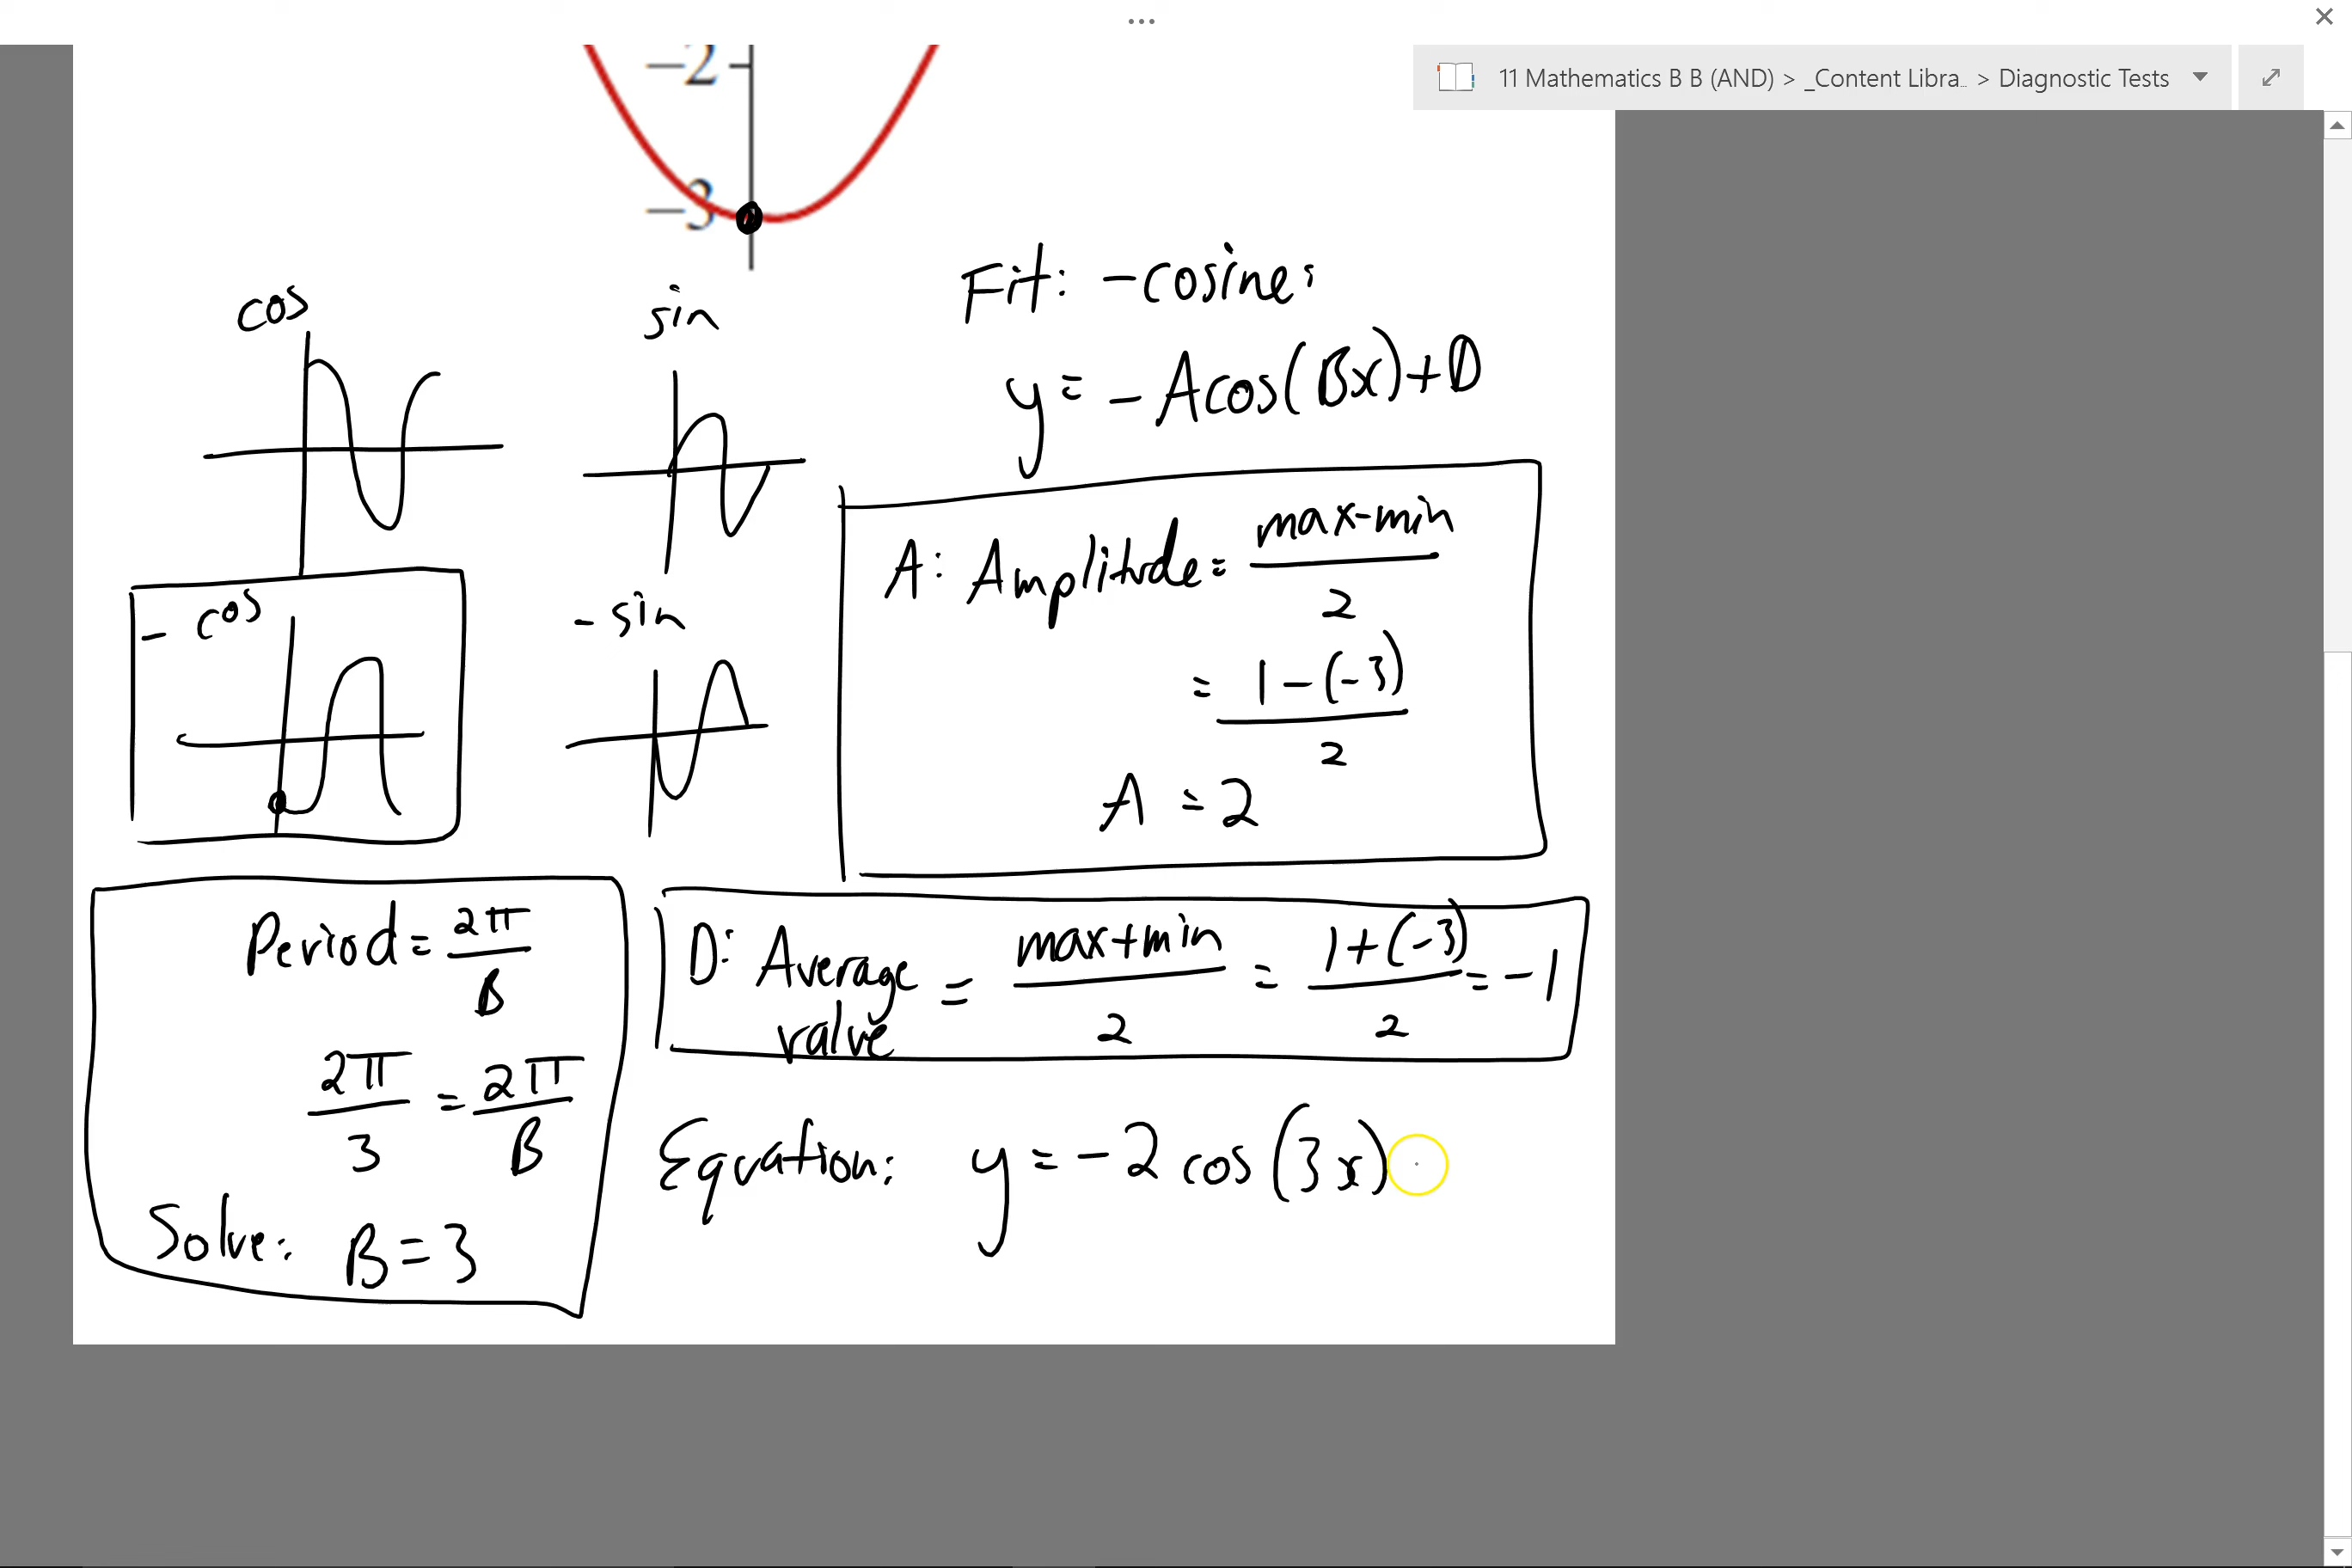 11 Mathematics B B (AND) > _Content Libra... > Diagnostic Tests
-2
-3
cos
sin
Fit: -cosine:
y = -Acos(Bx)+D
- cos
- sin
A: Amplitude = max-min / 2
= 1-(-3) / 2
A = 2
Period = 2π / B
2π / 3 = 2π / B
Solve: B = 3
D: Average value = max+min / 2 = 1+(-3) / 2 = -1
Equation: y = -2 cos(3x)